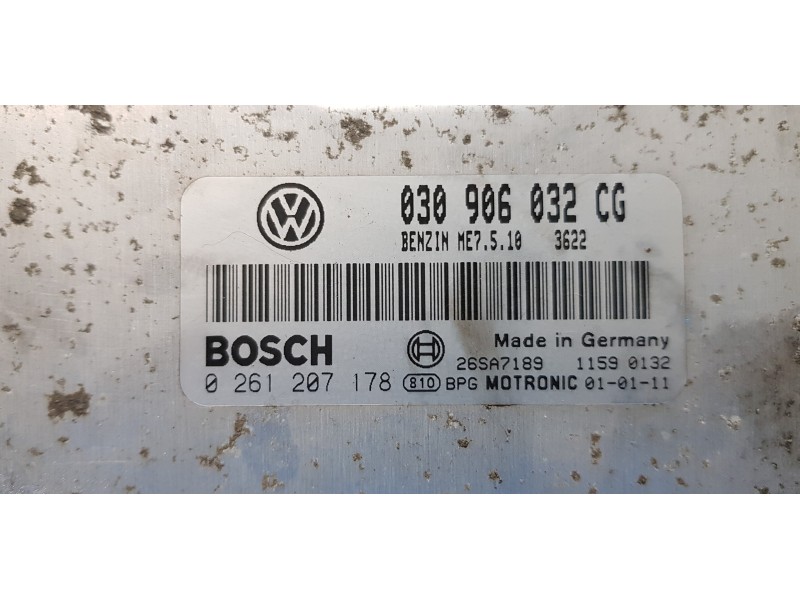 030 906 032 CG
BENZIN ME7.5.10 3622
BOSCH Made in Germany
26SA7189 1159 0132
0 261 207 178 810 BPG MOTRONIC 01-01-11